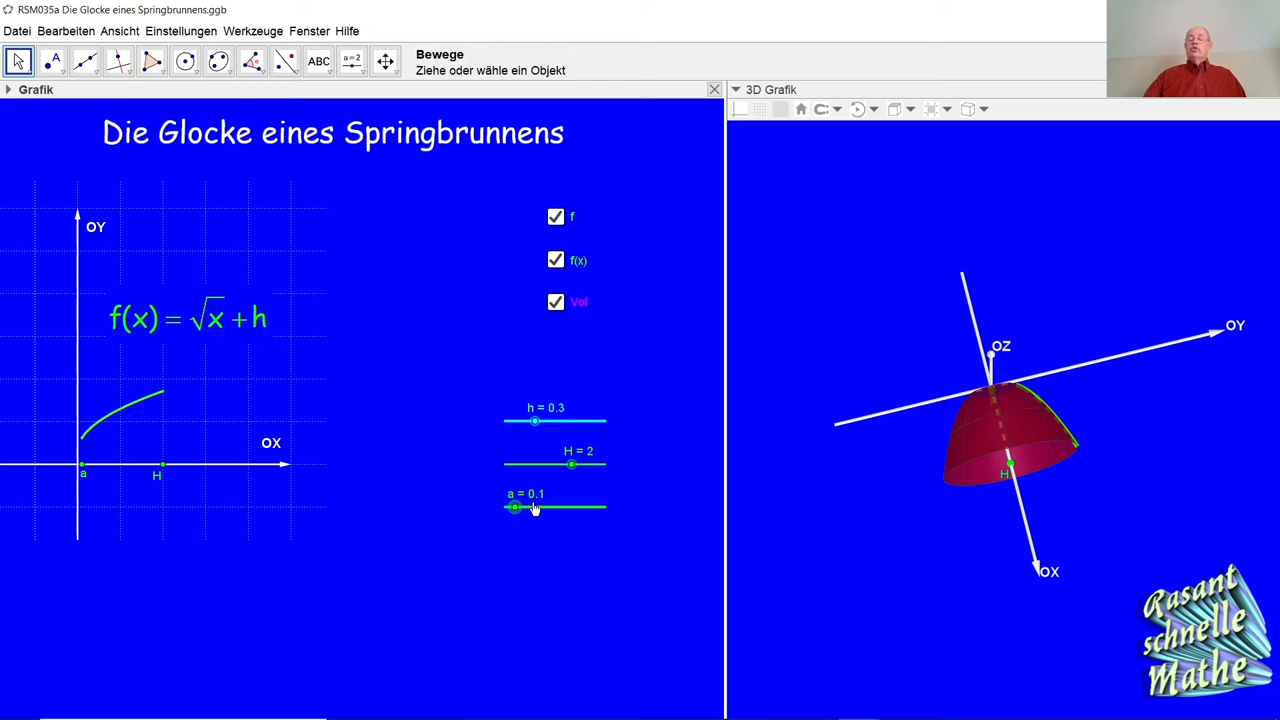 RSM035a Die Glocke eines Springbrunnens.ggb
Datei Bearbeiten Ansicht Einstellungen Werkzeuge Fenster Hilfe
A
ABC
a=2
Bewege
Ziehe oder wähle ein Objekt
Grafik
3D Grafik
Die Glocke eines Springbrunnens
OY
f(x) = √x + h
OX
a
H
f
f(x)
Vol
h = 0.3
H = 2
a = 0.1
OZ
OY
H
OX
Rasant
schnelle
Mathe